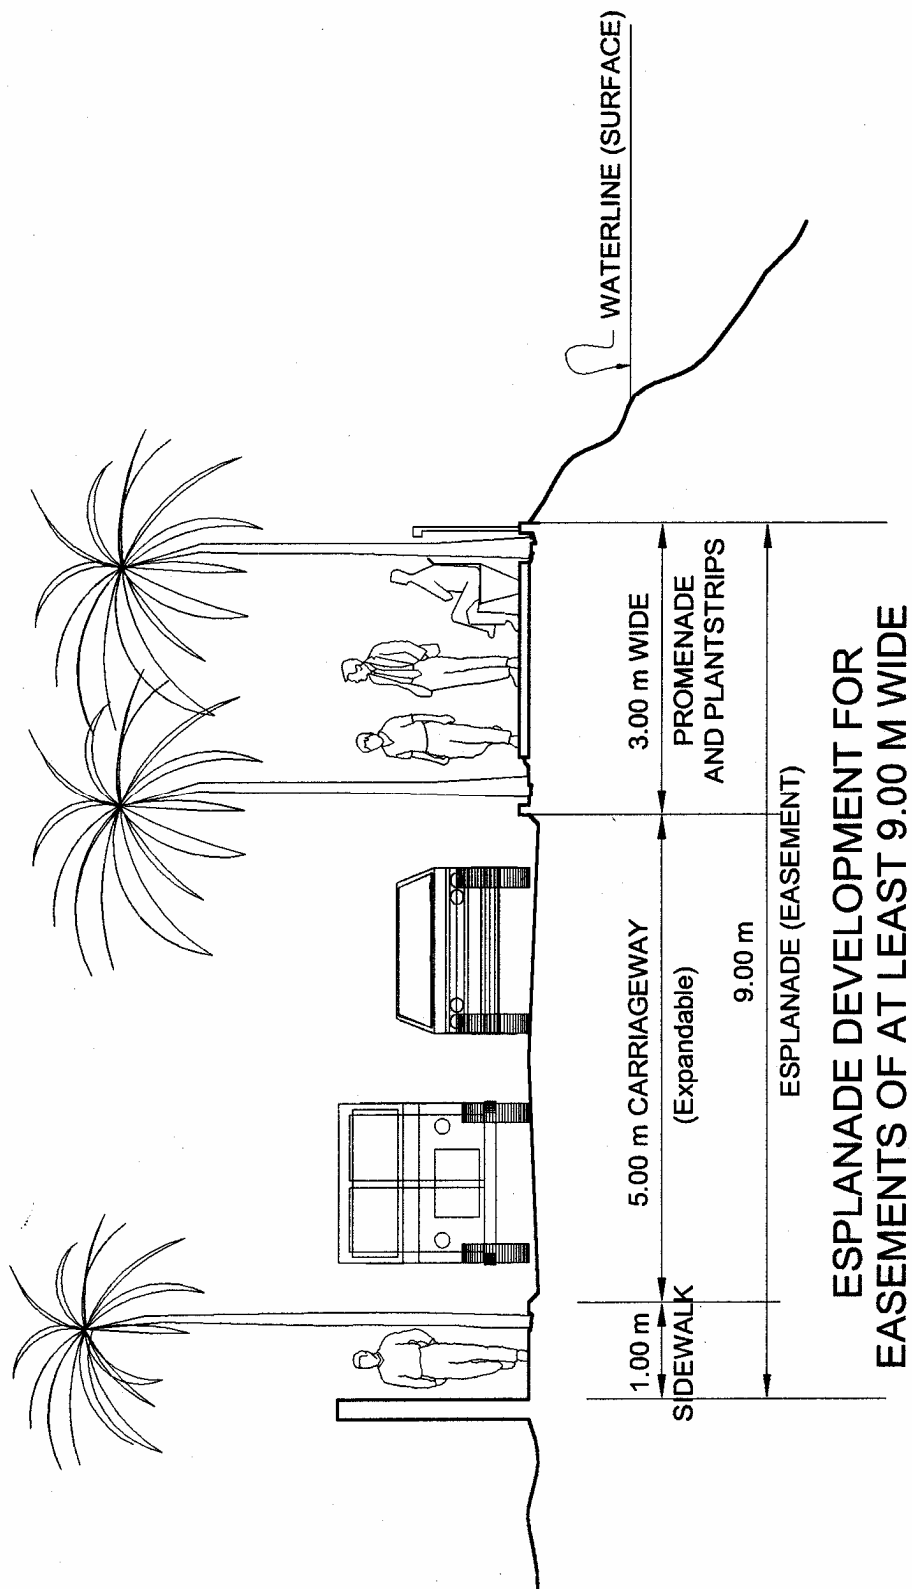 WATERLINE (SURFACE)
1.00 m
SIDEWALK
5.00 m CARRIAGEWAY
(Expandable)
3.00 m WIDE
PROMENADE
AND PLANTSTRIPS
9.00 m
ESPLANADE (EASEMENT)
ESPLANADE DEVELOPMENT FOR
EASEMENTS OF AT LEAST 9.00 M WIDE